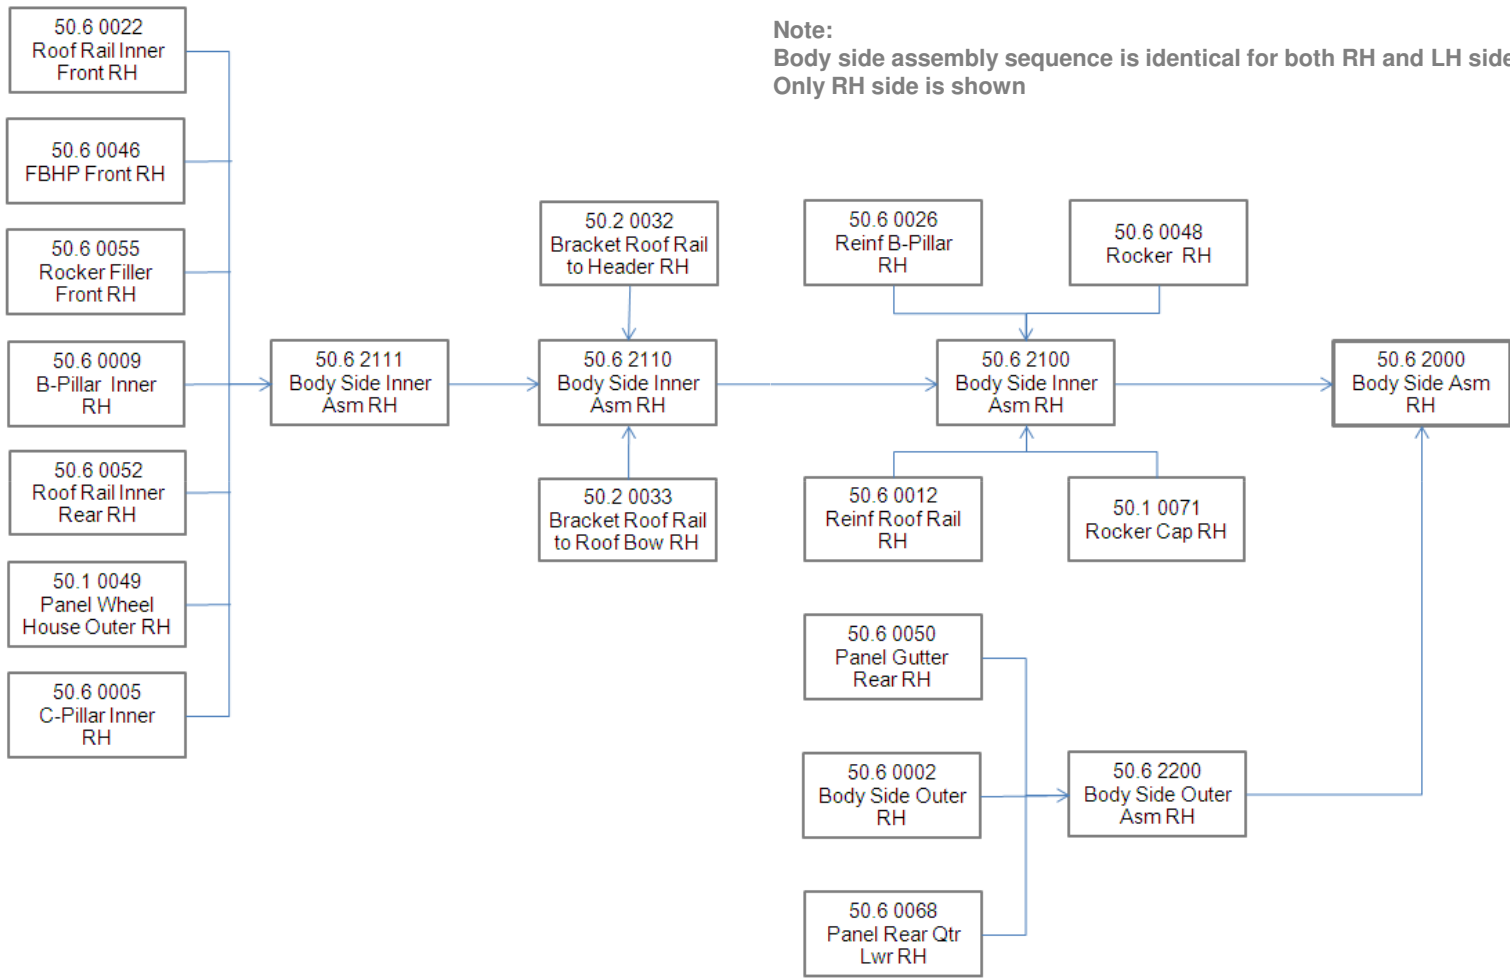 Note:
Body side assembly sequence is identical for both RH and LH side
Only RH side is shown
50.6 0022
Roof Rail Inner
Front RH
50.6 0046
FBHP Front RH
50.6 0055
Rocker Filler
Front RH
50.6 0009
B-Pillar Inner
RH
50.6 0052
Roof Rail Inner
Rear RH
50.1 0049
Panel Wheel
House Outer RH
50.6 0005
C-Pillar Inner
RH
50.6 2111
Body Side Inner
Asm RH
50.2 0032
Bracket Roof Rail
to Header RH
50.6 2110
Body Side Inner
Asm RH
50.2 0033
Bracket Roof Rail
to Roof Bow RH
50.6 0026
Reinf B-Pillar
RH
50.6 0048
Rocker RH
50.6 2100
Body Side Inner
Asm RH
50.6 0012
Reinf Roof Rail
RH
50.1 0071
Rocker Cap RH
50.6 2000
Body Side Asm
RH
50.6 0050
Panel Gutter
Rear RH
50.6 0002
Body Side Outer
RH
50.6 0068
Panel Rear Qtr
Lwr RH
50.6 2200
Body Side Outer
Asm RH